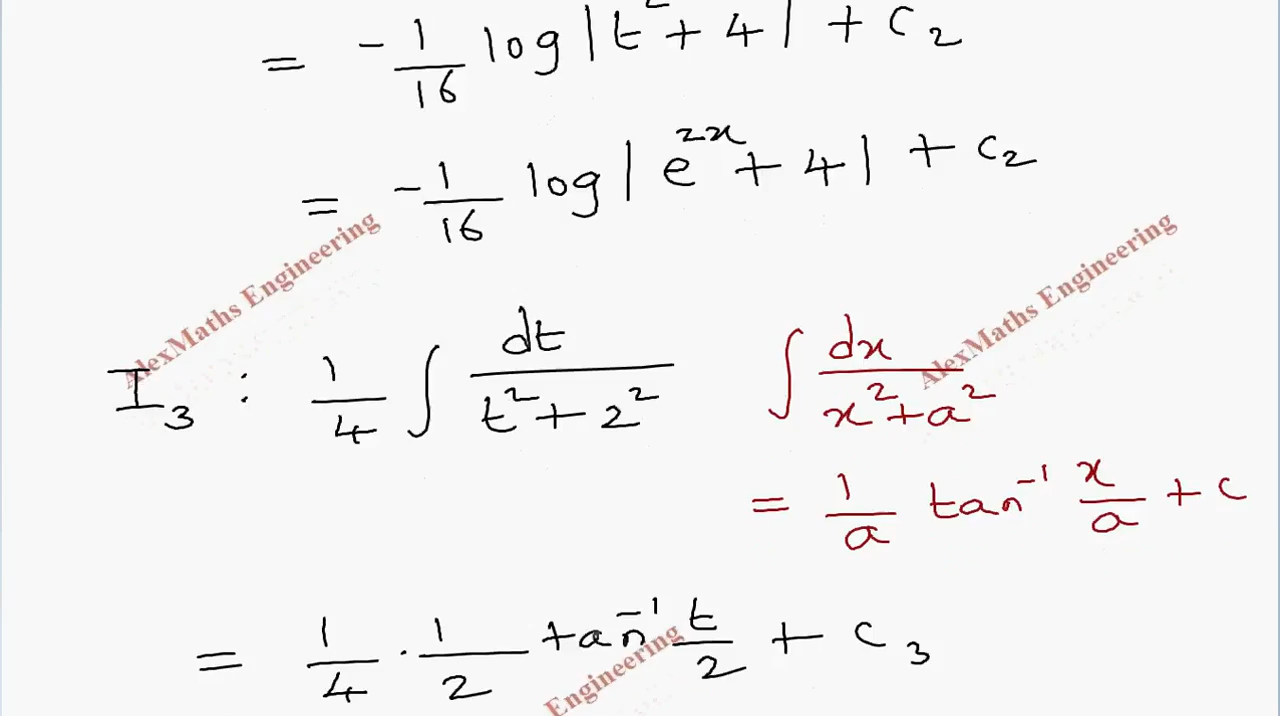 = -1/16 log|t²+4| + c₂
= -1/16 log|e²ˣ+4| + c₂
AlexMaths Engineering
AlexMaths Engineering
I₃ : 1/4 ∫ dt/(t²+2²)
∫ dx/(x²+a²)
= 1/a tan⁻¹ x/a + c
= 1/4 · 1/2 tan⁻¹ t/2 + c₃
Engineering